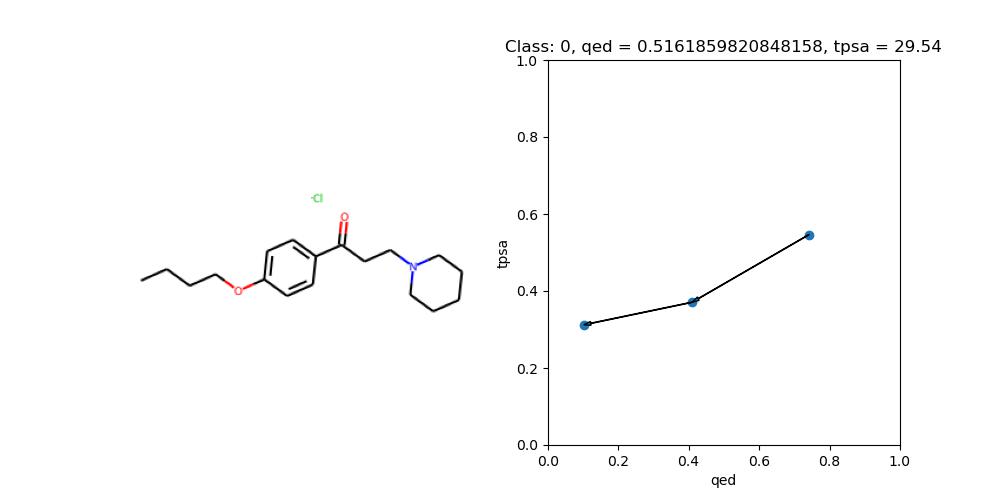 Class: 0, qed = 0.5161859820848158, tpsa = 29.54
·Cl
O
N
O
1.0
0.8
0.6
0.4
0.2
0.0
tpsa
0.0 0.2 0.4 0.6 0.8 1.0
qed